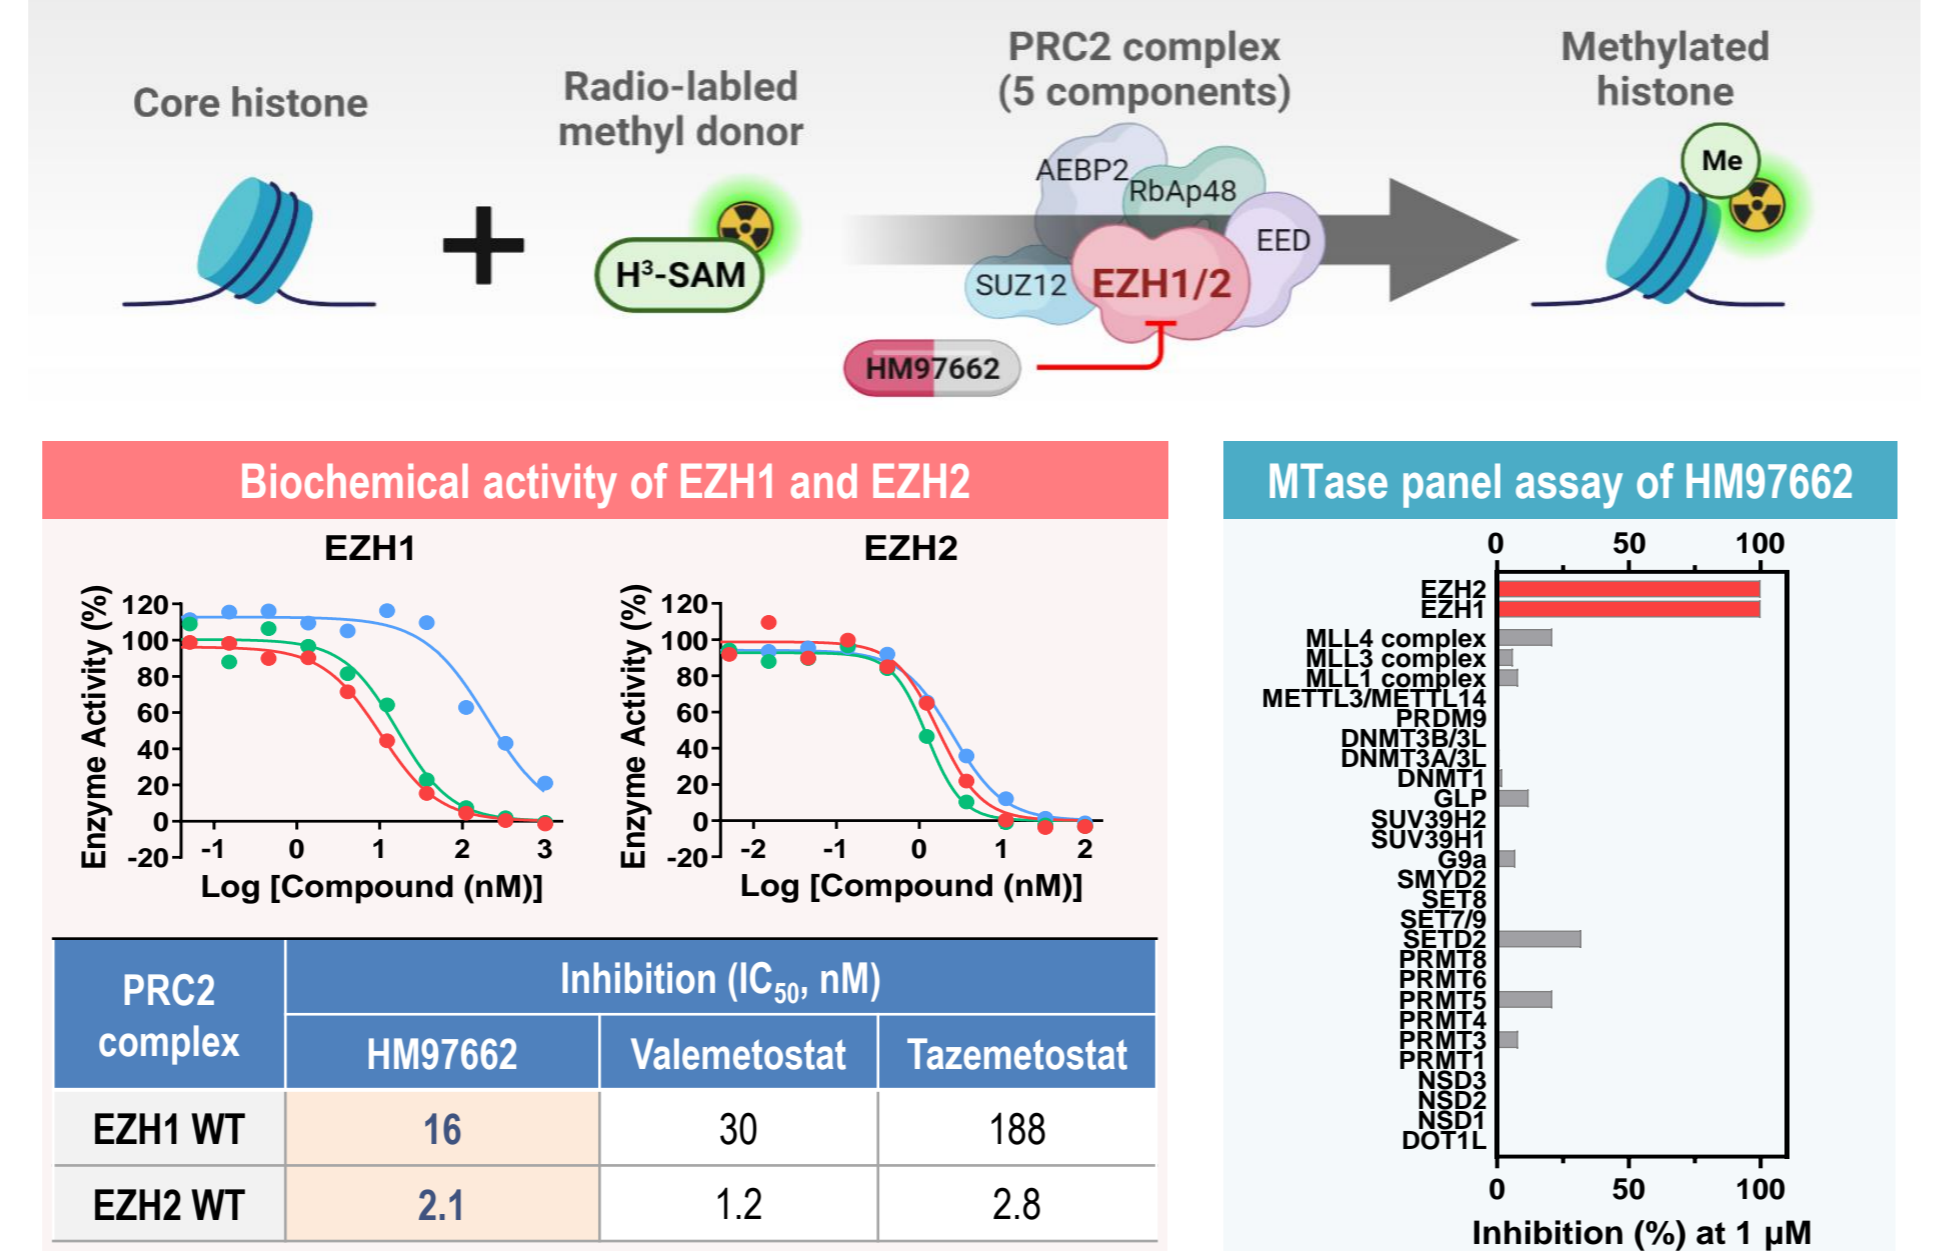 Core histone
Radio-labled
methyl donor
PRC2 complex
(5 components)
Methylated
histone
H³-SAM
AEBP2
RbAp48
EED
SUZ12
EZH1/2
Me
HM97662
Biochemical activity of EZH1 and EZH2
EZH1
Enzyme Activity (%)
120
100
80
60
40
20
0
-20
-1 0 1 2 3
Log [Compound (nM)]
EZH2
Enzyme Activity (%)
120
100
80
60
40
20
0
-20
-2 -1 0 1 2
Log [Compound (nM)]
PRC2
complex
Inhibition (IC₅₀, nM)
HM97662 Valemetostat Tazemetostat
EZH1 WT 16 30 188
EZH2 WT 2.1 1.2 2.8
MTase panel assay of HM97662
0 50 100
EZH2
EZH1
MLL4 complex
MLL3 complex
MLL1 complex
METTL3/METTL14
PRDM9
DNMT3B/3L
DNMT3A/3L
DNMT1
GLP
SUV39H2
SUV39H1
G9a
SMYD2
SET8
SET7/9
SETD2
PRMT8
PRMT6
PRMT5
PRMT4
PRMT3
PRMT1
NSD3
NSD2
NSD1
DOT1L
0 50 100
Inhibition (%) at 1 μM